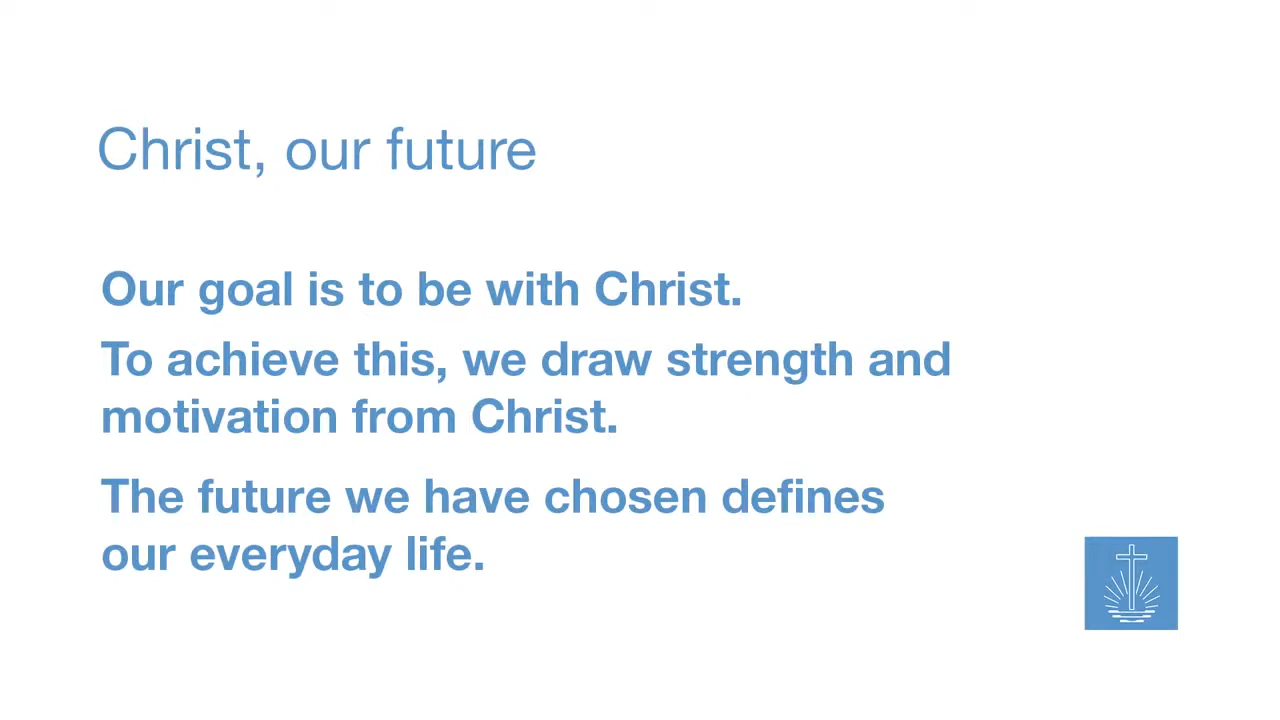 Christ, our future
Our goal is to be with Christ.
To achieve this, we draw strength and
motivation from Christ.
The future we have chosen defines
our everyday life.